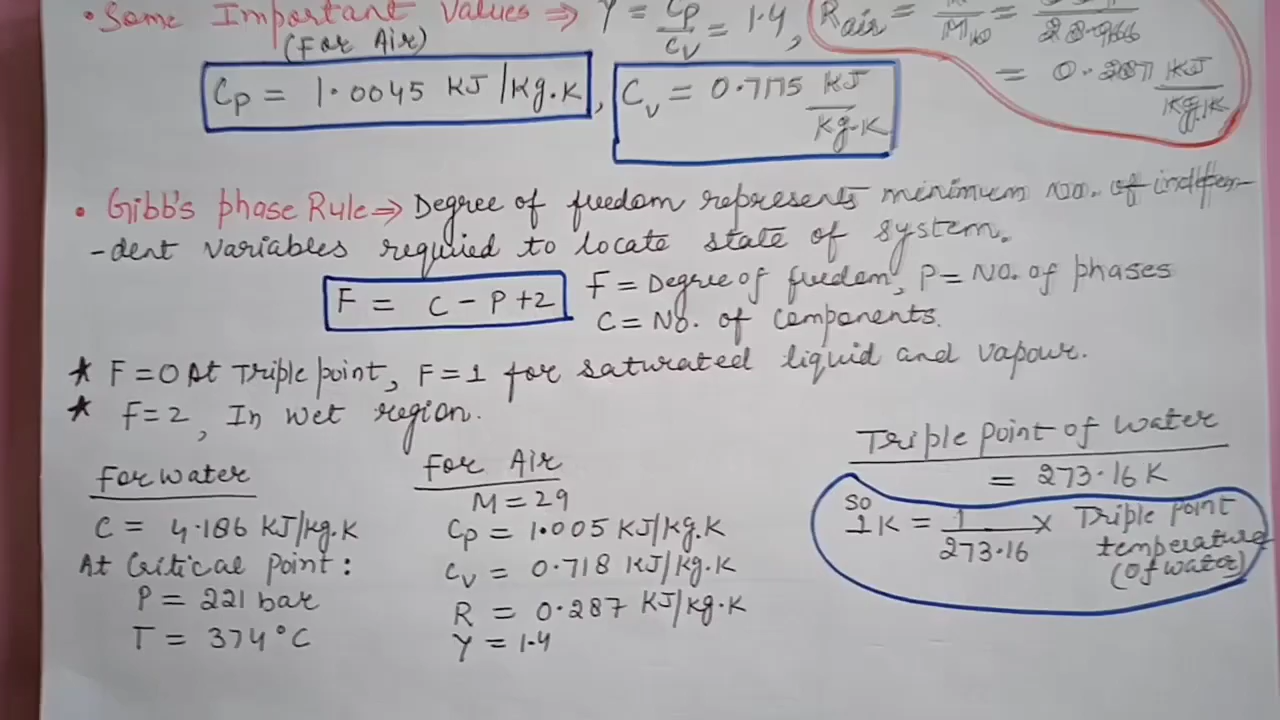 • Some Important Values ⇒ γ = Cp/Cv = 1.4, Rair = = 28.966
(For Air)
= 0.287 KJ/Kg.K
Cp = 1.0045 KJ/Kg.K, Cv = 0.7175 KJ/Kg.K
• Gibb's phase Rule ⇒ Degree of freedom represents minimum No. of indepen-
-dent variables required to locate state of system.
F = C - P + 2
F = Degree of freedom, P = No. of phases
C = No. of components.
★ F = 0 At Triple point, F = 1 for saturated liquid and vapour.
★ F = 2, In wet region.
For water
C = 4.186 KJ/kg.K
At Critical point:
P = 221 bar
T = 374°C
For Air
M = 29
Cp = 1.005 KJ/Kg.K
Cv = 0.718 KJ/Kg.K
R = 0.287 KJ/Kg.K
γ = 1.4
Triple point of water
= 273.16 K
So
1K = 1/273.16 × Triple point
temperature
(of water)